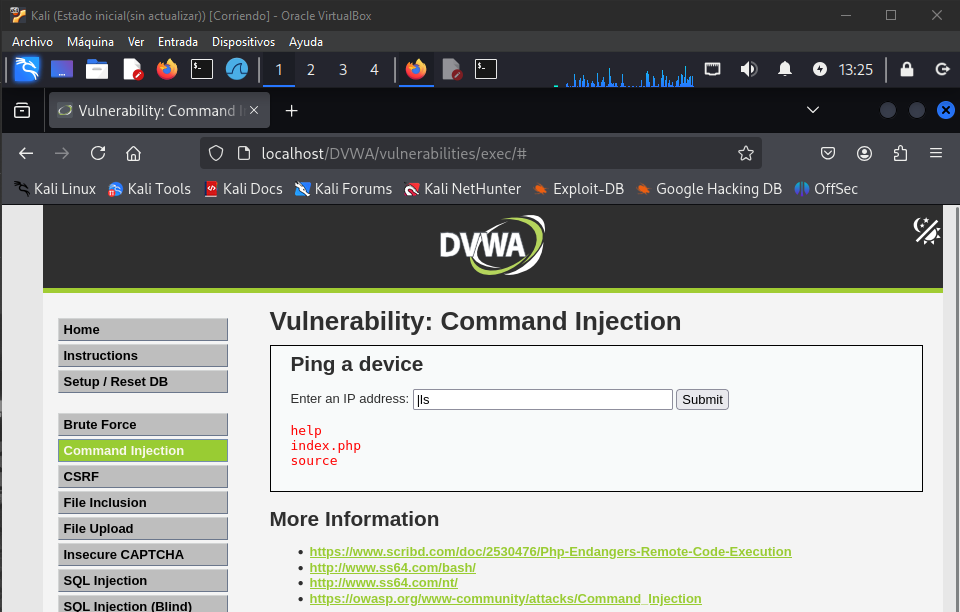 Kali (Estado inicial(sin actualizar)) [Corriendo] - Oracle VirtualBox
Archivo Máquina Ver Entrada Dispositivos Ayuda
1 2 3 4 13:25
Vulnerability: Command I
localhost/DVWA/vulnerabilities/exec/#
Kali Linux Kali Tools Kali Docs Kali Forums Kali NetHunter Exploit-DB Google Hacking DB OffSec
DVWA
Home
Instructions
Setup / Reset DB
Brute Force
Command Injection
CSRF
File Inclusion
File Upload
Insecure CAPTCHA
SQL Injection
SQL Injection (Blind)
Vulnerability: Command Injection
Ping a device
Enter an IP address: |ls Submit
help
index.php
source
More Information
https://www.scribd.com/doc/2530476/Php-Endangers-Remote-Code-Execution
http://www.ss64.com/bash/
http://www.ss64.com/nt/
https://owasp.org/www-community/attacks/Command_Injection